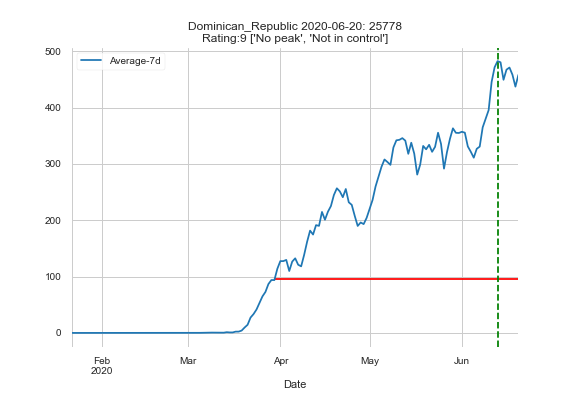 Dominican_Republic 2020-06-20: 25778
Rating:9 ['No peak', 'Not in control']
Average-7d
500
400
300
200
100
0
Feb
2020
Mar
Apr
May
Jun
Date